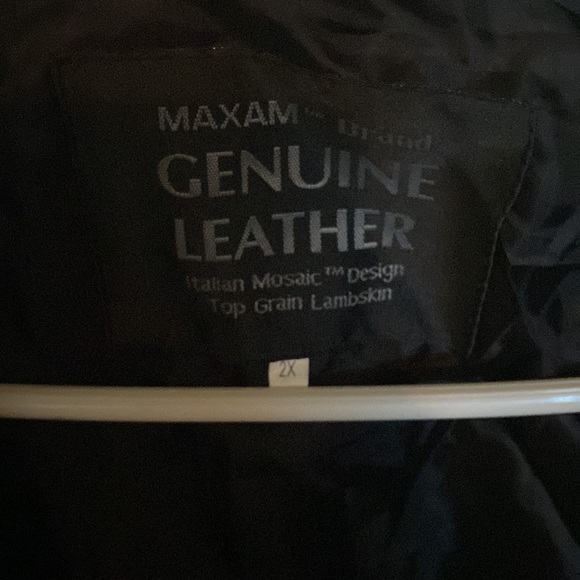 MAXAM™ Brand
GENUINE
LEATHER
Italian Mosaic™ Design
Top Grain Lambskin
2X